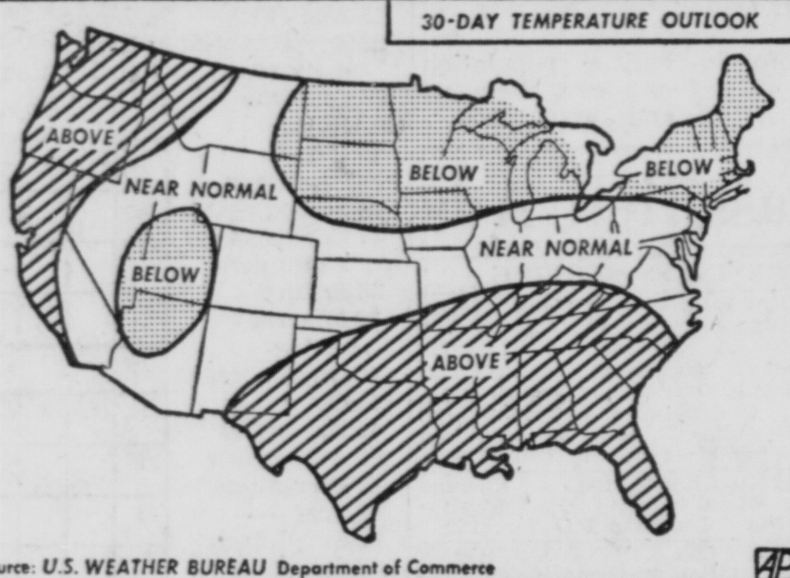 30-DAY TEMPERATURE OUTLOOK
ABOVE
BELOW
BELOW
NEAR NORMAL
BELOW
NEAR NORMAL
ABOVE
urce: U.S. WEATHER BUREAU Department of Commerce
AP